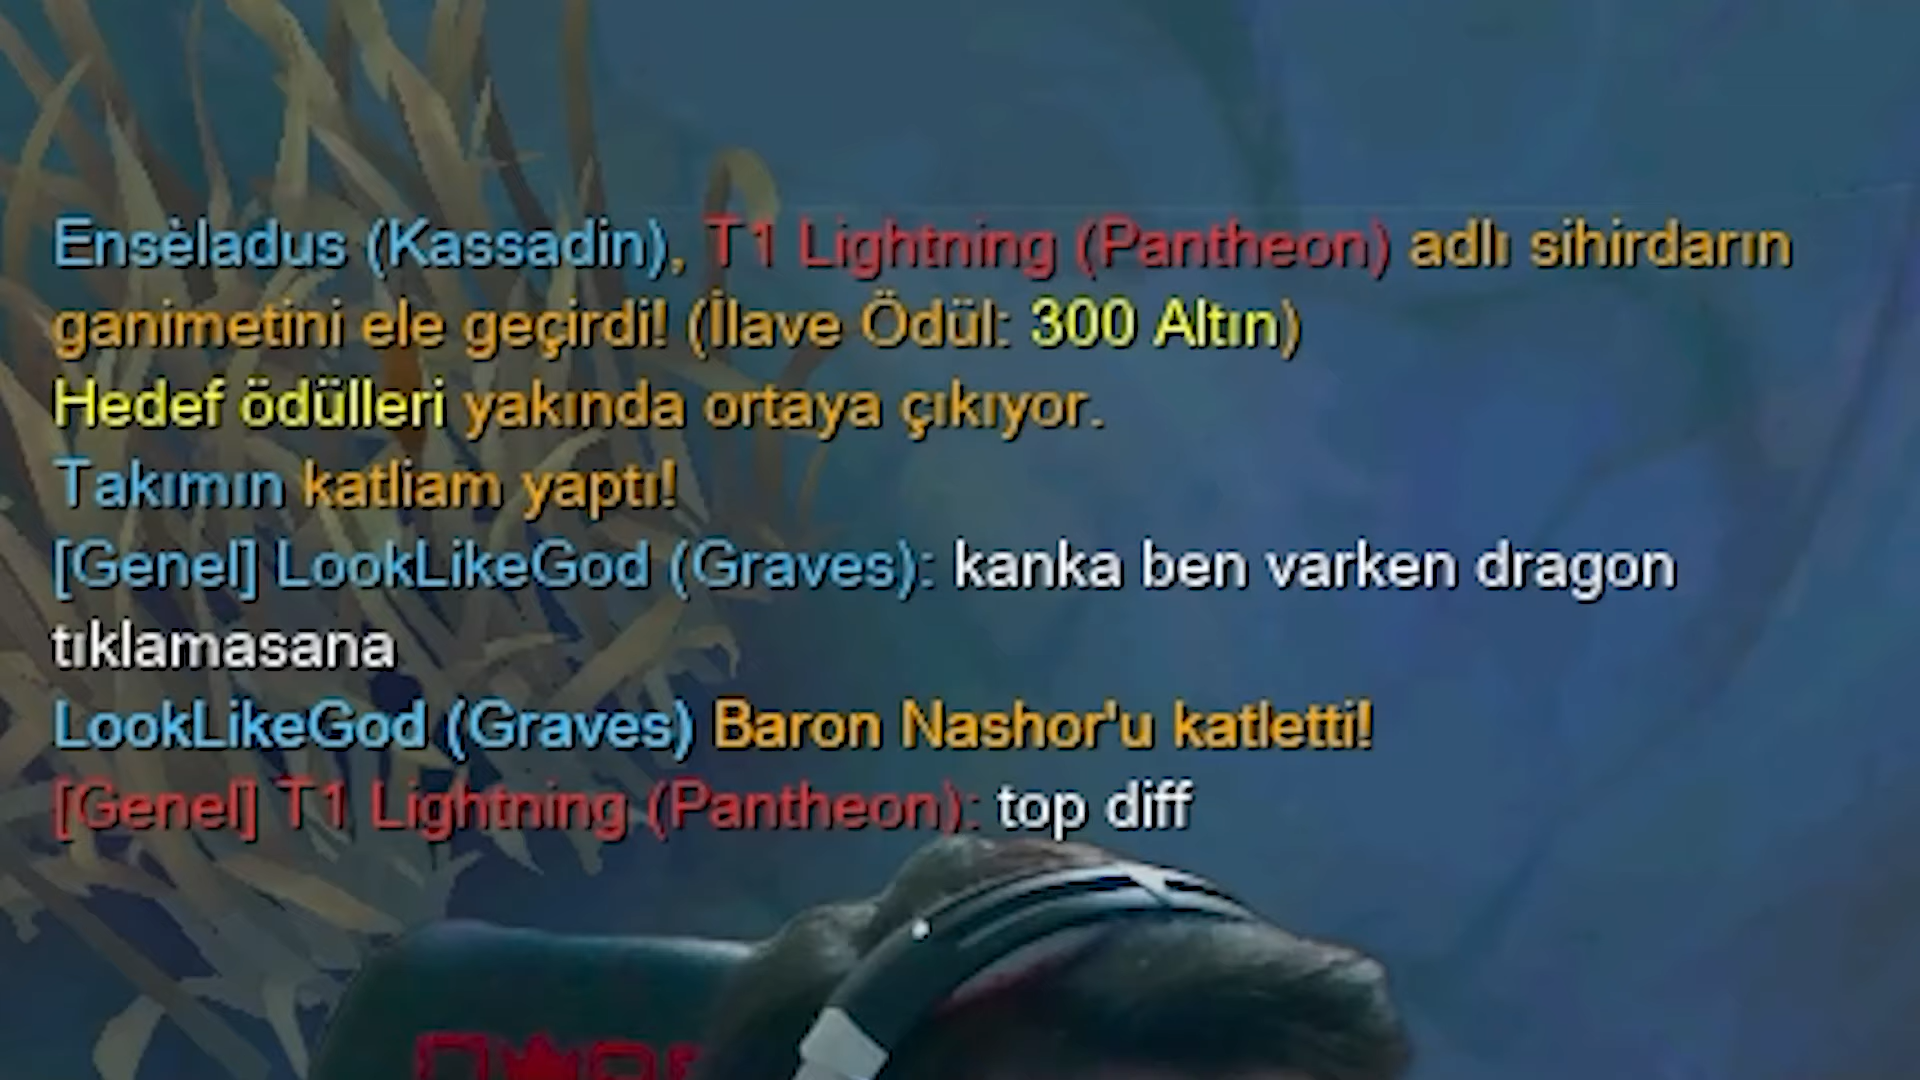 Ensèladus (Kassadin), T1 Lightning (Pantheon) adlı sihirdarın
ganimetini ele geçirdi! (İlave Ödül: 300 Altın)
Hedef ödülleri yakında ortaya çıkıyor.
Takımın katliam yaptı!
[Genel] LookLikeGod (Graves): kanka ben varken dragon
tıklamasana
LookLikeGod (Graves) Baron Nashor'u katletti!
[Genel] T1 Lightning (Pantheon): top diff